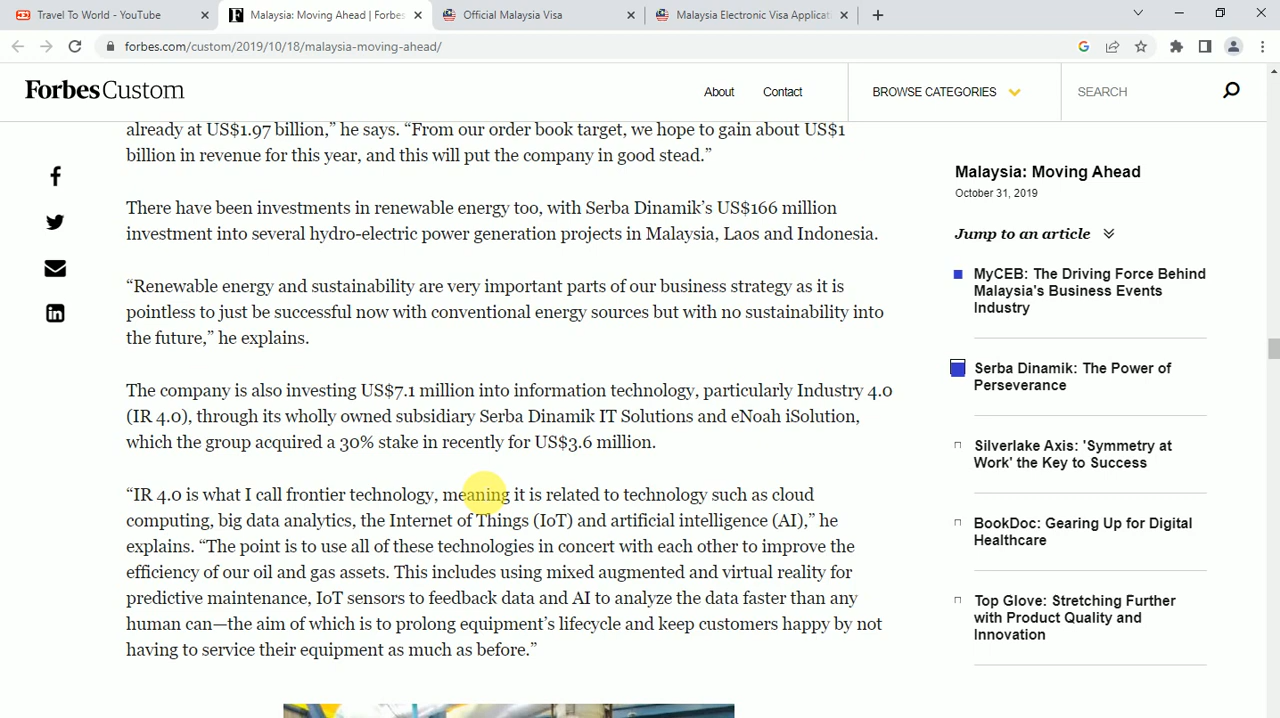 Travel To World - YouTube
Malaysia: Moving Ahead | Forbes
Official Malaysia Visa
Malaysia Electronic Visa Applicat
forbes.com/custom/2019/10/18/malaysia-moving-ahead/
Forbes Custom
About
Contact
BROWSE CATEGORIES
SEARCH
already at US$1.97 billion,” he says. “From our order book target, we hope to gain about US$1
billion in revenue for this year, and this will put the company in good stead.”
There have been investments in renewable energy too, with Serba Dinamik’s US$166 million
investment into several hydro-electric power generation projects in Malaysia, Laos and Indonesia.
“Renewable energy and sustainability are very important parts of our business strategy as it is
pointless to just be successful now with conventional energy sources but with no sustainability into
the future,” he explains.
The company is also investing US$7.1 million into information technology, particularly Industry 4.0
(IR 4.0), through its wholly owned subsidiary Serba Dinamik IT Solutions and eNoah iSolution,
which the group acquired a 30% stake in recently for US$3.6 million.
“IR 4.0 is what I call frontier technology, meaning it is related to technology such as cloud
computing, big data analytics, the Internet of Things (IoT) and artificial intelligence (AI),” he
explains. “The point is to use all of these technologies in concert with each other to improve the
efficiency of our oil and gas assets. This includes using mixed augmented and virtual reality for
predictive maintenance, IoT sensors to feedback data and AI to analyze the data faster than any
human can—the aim of which is to prolong equipment’s lifecycle and keep customers happy by not
having to service their equipment as much as before.”
Malaysia: Moving Ahead
October 31, 2019
Jump to an article
MyCEB: The Driving Force Behind
Malaysia’s Business Events
Industry
Serba Dinamik: The Power of
Perseverance
Silverlake Axis: 'Symmetry at
Work' the Key to Success
BookDoc: Gearing Up for Digital
Healthcare
Top Glove: Stretching Further
with Product Quality and
Innovation